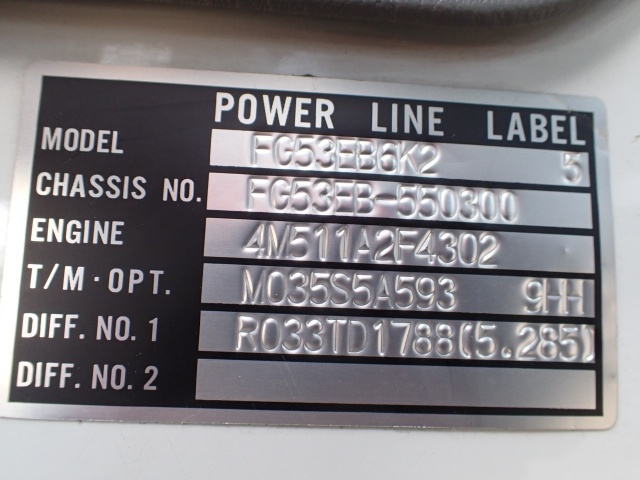 POWER LINE LABEL
MODEL FG53EB6K2 5
CHASSIS NO. FG53EB-550300
ENGINE 4M511A2F4302
T/M·OPT. M035S5A593 9HH
DIFF. NO. 1 R033TD1788(5.285)
DIFF. NO. 2